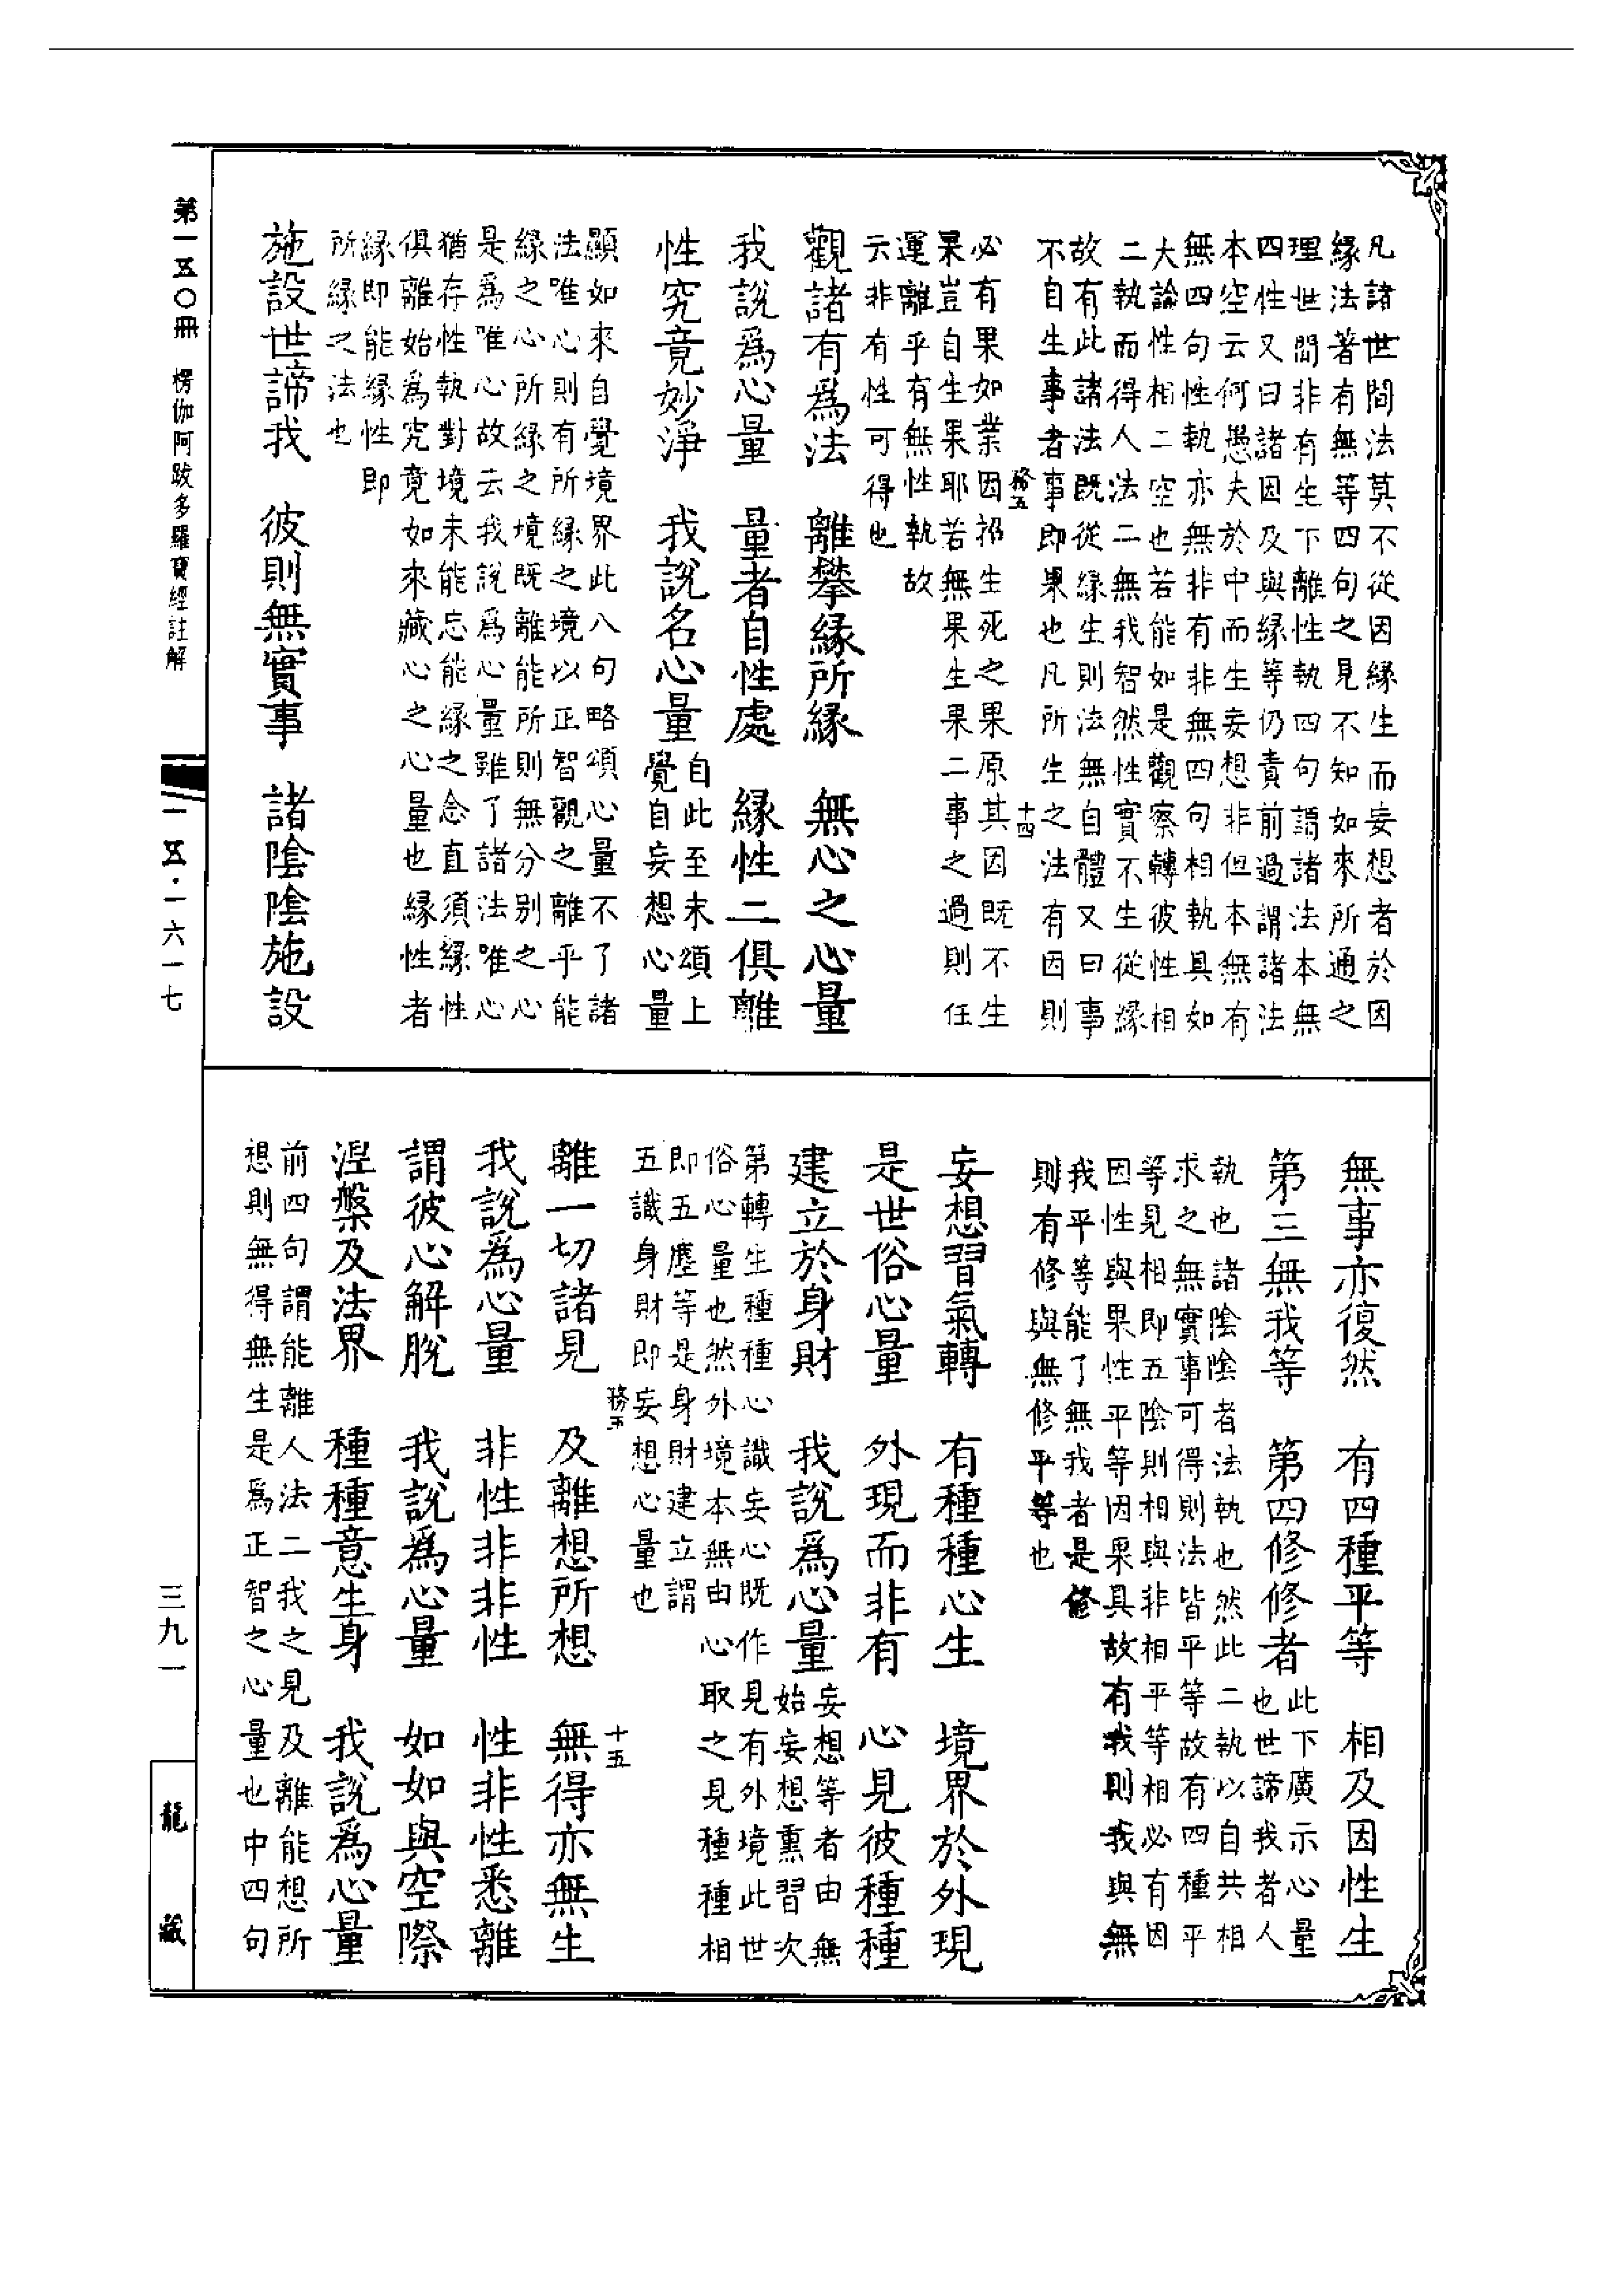 凡諸世間法莫不從因緣生而妄想者於因
緣法著有無等四句之見不知如來所通之
理世間非有生下離性執四句謂諸法本無
四性又曰諸因及與緣等仍責前過謂諸法
本空云何愚夫於中而生妄想非但本無有
無四句性執亦無非有非無四句相執具如
大論性相二空也若能如是觀察轉彼性相
二執而得人法二無我智然性實不生從緣
故有此諸法既從緣生則法無自體又曰事
不自生事者事即果也凡所生之法有因則
務五
十四
必有果如業因招生死之果原其因既不生
果豈自生果耶若無果生果二事之過則任
運離乎有無性執故
云非有性可得也
觀諸有為法 離攀緣所緣 無心之心量
我說為心量 量者自性處 緣性二俱離
性究竟妙淨 我說名心量
自此至末頌上
覺自妄想心量
顯如來自覺境界此八句略頌心量不了諸
法唯心則有所緣之境以正智觀之離乎能
緣之心所緣之境既離能所則無分別之心
是為唯心故云我說為心量雖了諸法唯心
猶存性執對境未能忘能緣之念直須緣性
俱離始為究竟如來藏心之心量也緣性者
緣即能緣性即
所緣之法也
施設世諦我 彼則無實事 諸陰陰施設
無事亦復然 有四種平等 相及因性生
第三無我等 第四修修者
此下廣示心量
也世諦我者人
執也諸陰陰者法執也然此二執以自共相
求之無實事可得則法皆平等故有四種平
等見相即五陰則相與非相平等相必有因
因性與果性平等因果具故有我則我與無
我平等能了無我者是修
則有修與無修平等也
妄想習氣轉 有種種心生 境界於外現
是世俗心量 外現而非有 心見彼種種
建立於身財 我說為心量
妄想等者由無
始妄想熏習次
第轉生種種心識妄心既作見有外境此世
俗心量也然外境本無由心取之見種種相
即五塵等是身財建立謂
五識身財即妄想心量也
務五
十五
離一切諸見 及離想所想 無得亦無生
我說為心量 非性非非性 性非性悉離
謂彼心解脫 我說為心量 如如與空際
涅槃及法界 種種意生身 我說為心量
前四句謂能離人法二我之見及離能想所
想則無得無生是為正智之心量也中四句
第一五〇冊 楞伽阿跋多羅寶經註解
一五·一六一七
三九一
龍藏